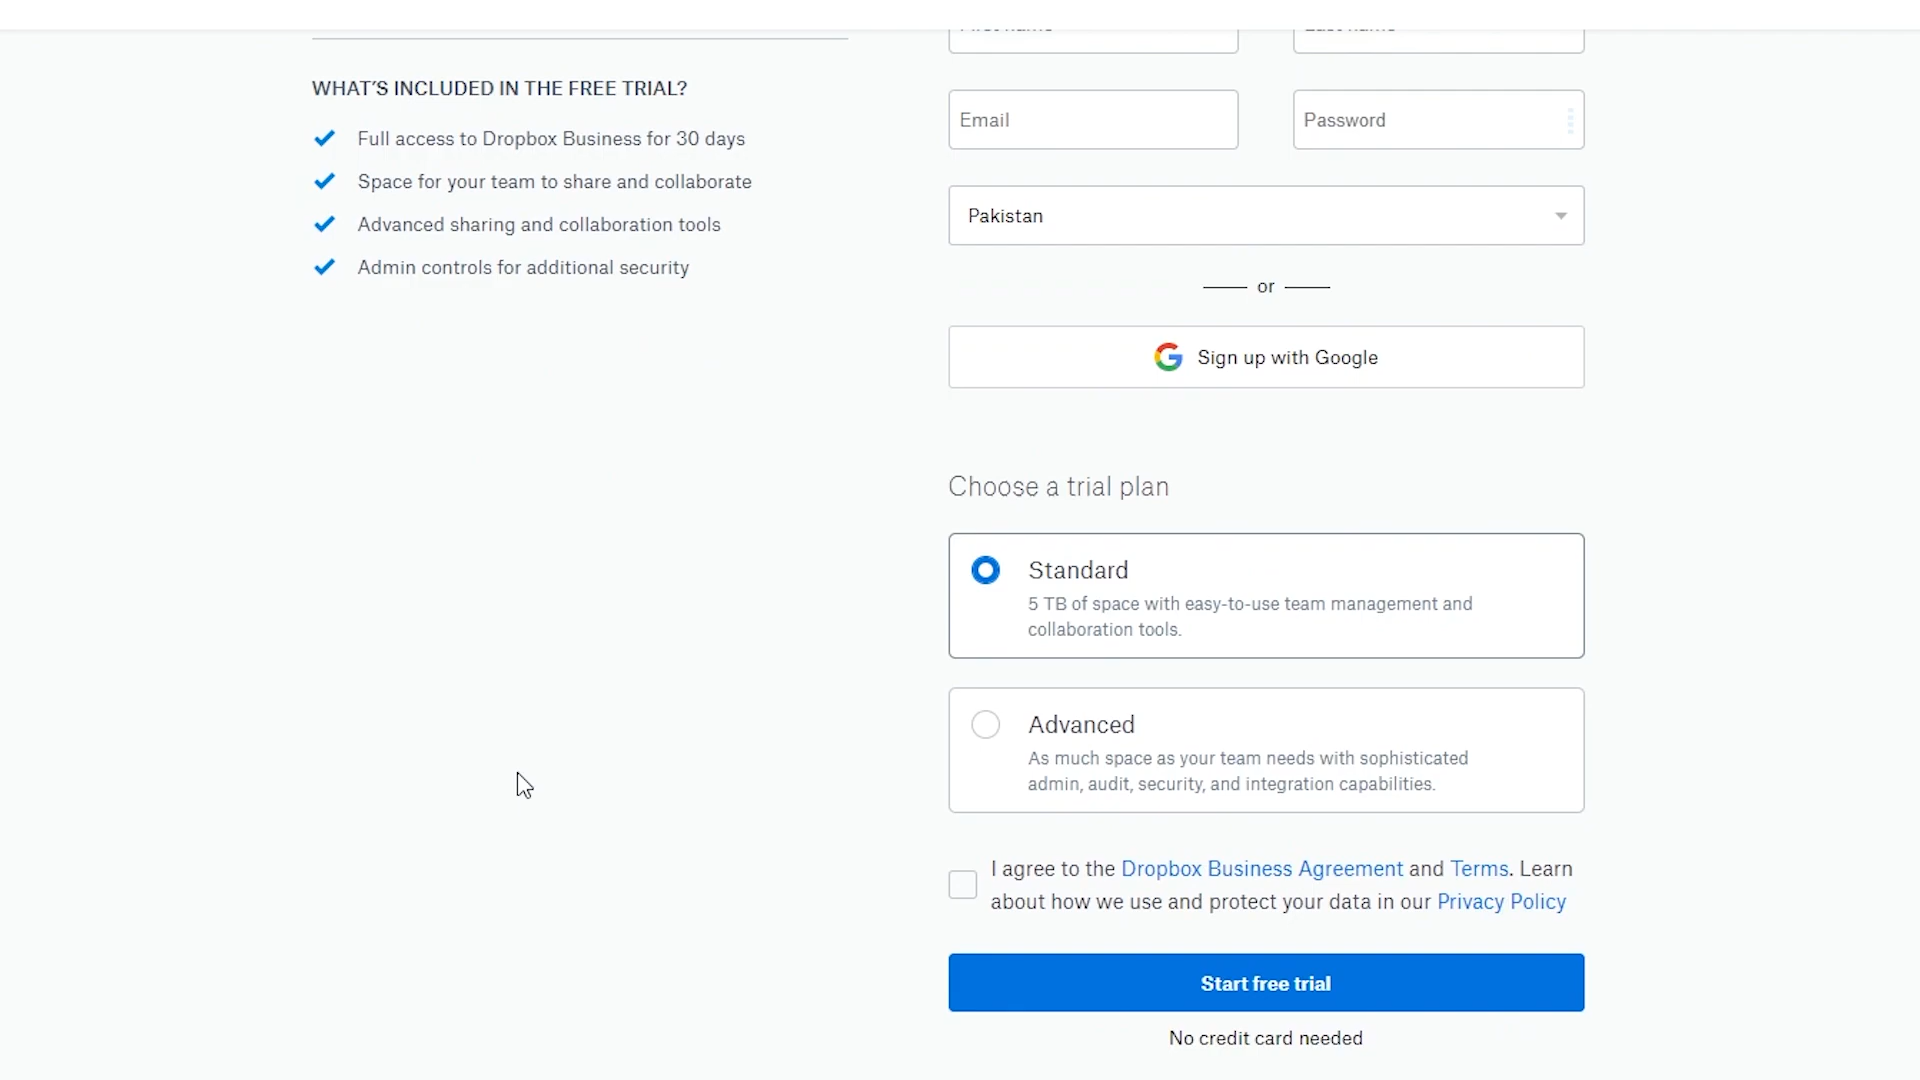 WHAT'S INCLUDED IN THE FREE TRIAL?
Full access to Dropbox Business for 30 days
Space for your team to share and collaborate
Advanced sharing and collaboration tools
Admin controls for additional security
Email
Password
Pakistan
or
Sign up with Google
Choose a trial plan
Standard
5 TB of space with easy-to-use team management and
collaboration tools.
Advanced
As much space as your team needs with sophisticated
admin, audit, security, and integration capabilities.
I agree to the Dropbox Business Agreement and Terms. Learn
about how we use and protect your data in our Privacy Policy
Start free trial
No credit card needed